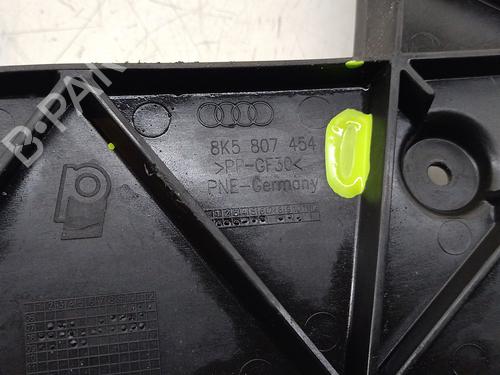 B-PARTS
8K5 807 454
>PP-GF30<
PNE-Germany